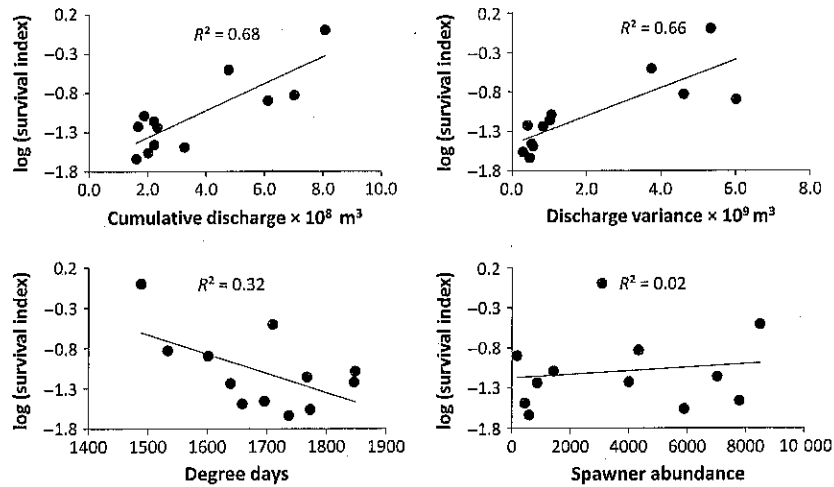 R² = 0.68
log (survival index)
0.2
−0.3
−0.8
−1.3
−1.8
0.0 2.0 4.0 6.0 8.0 10.0
Cumulative discharge × 10⁸ m³
R² = 0.66
log (survival index)
0.2
−0.3
−0.8
−1.3
−1.8
0.0 2.0 4.0 6.0 8.0
Discharge variance × 10⁹ m³
R² = 0.32
log (survival index)
0.2
−0.3
−0.8
−1.3
−1.8
1400 1500 1600 1700 1800 1900
Degree days
R² = 0.02
log (survival index)
0.2
−0.3
−0.8
−1.3
−1.8
0 2000 4000 6000 8000 10 000
Spawner abundance